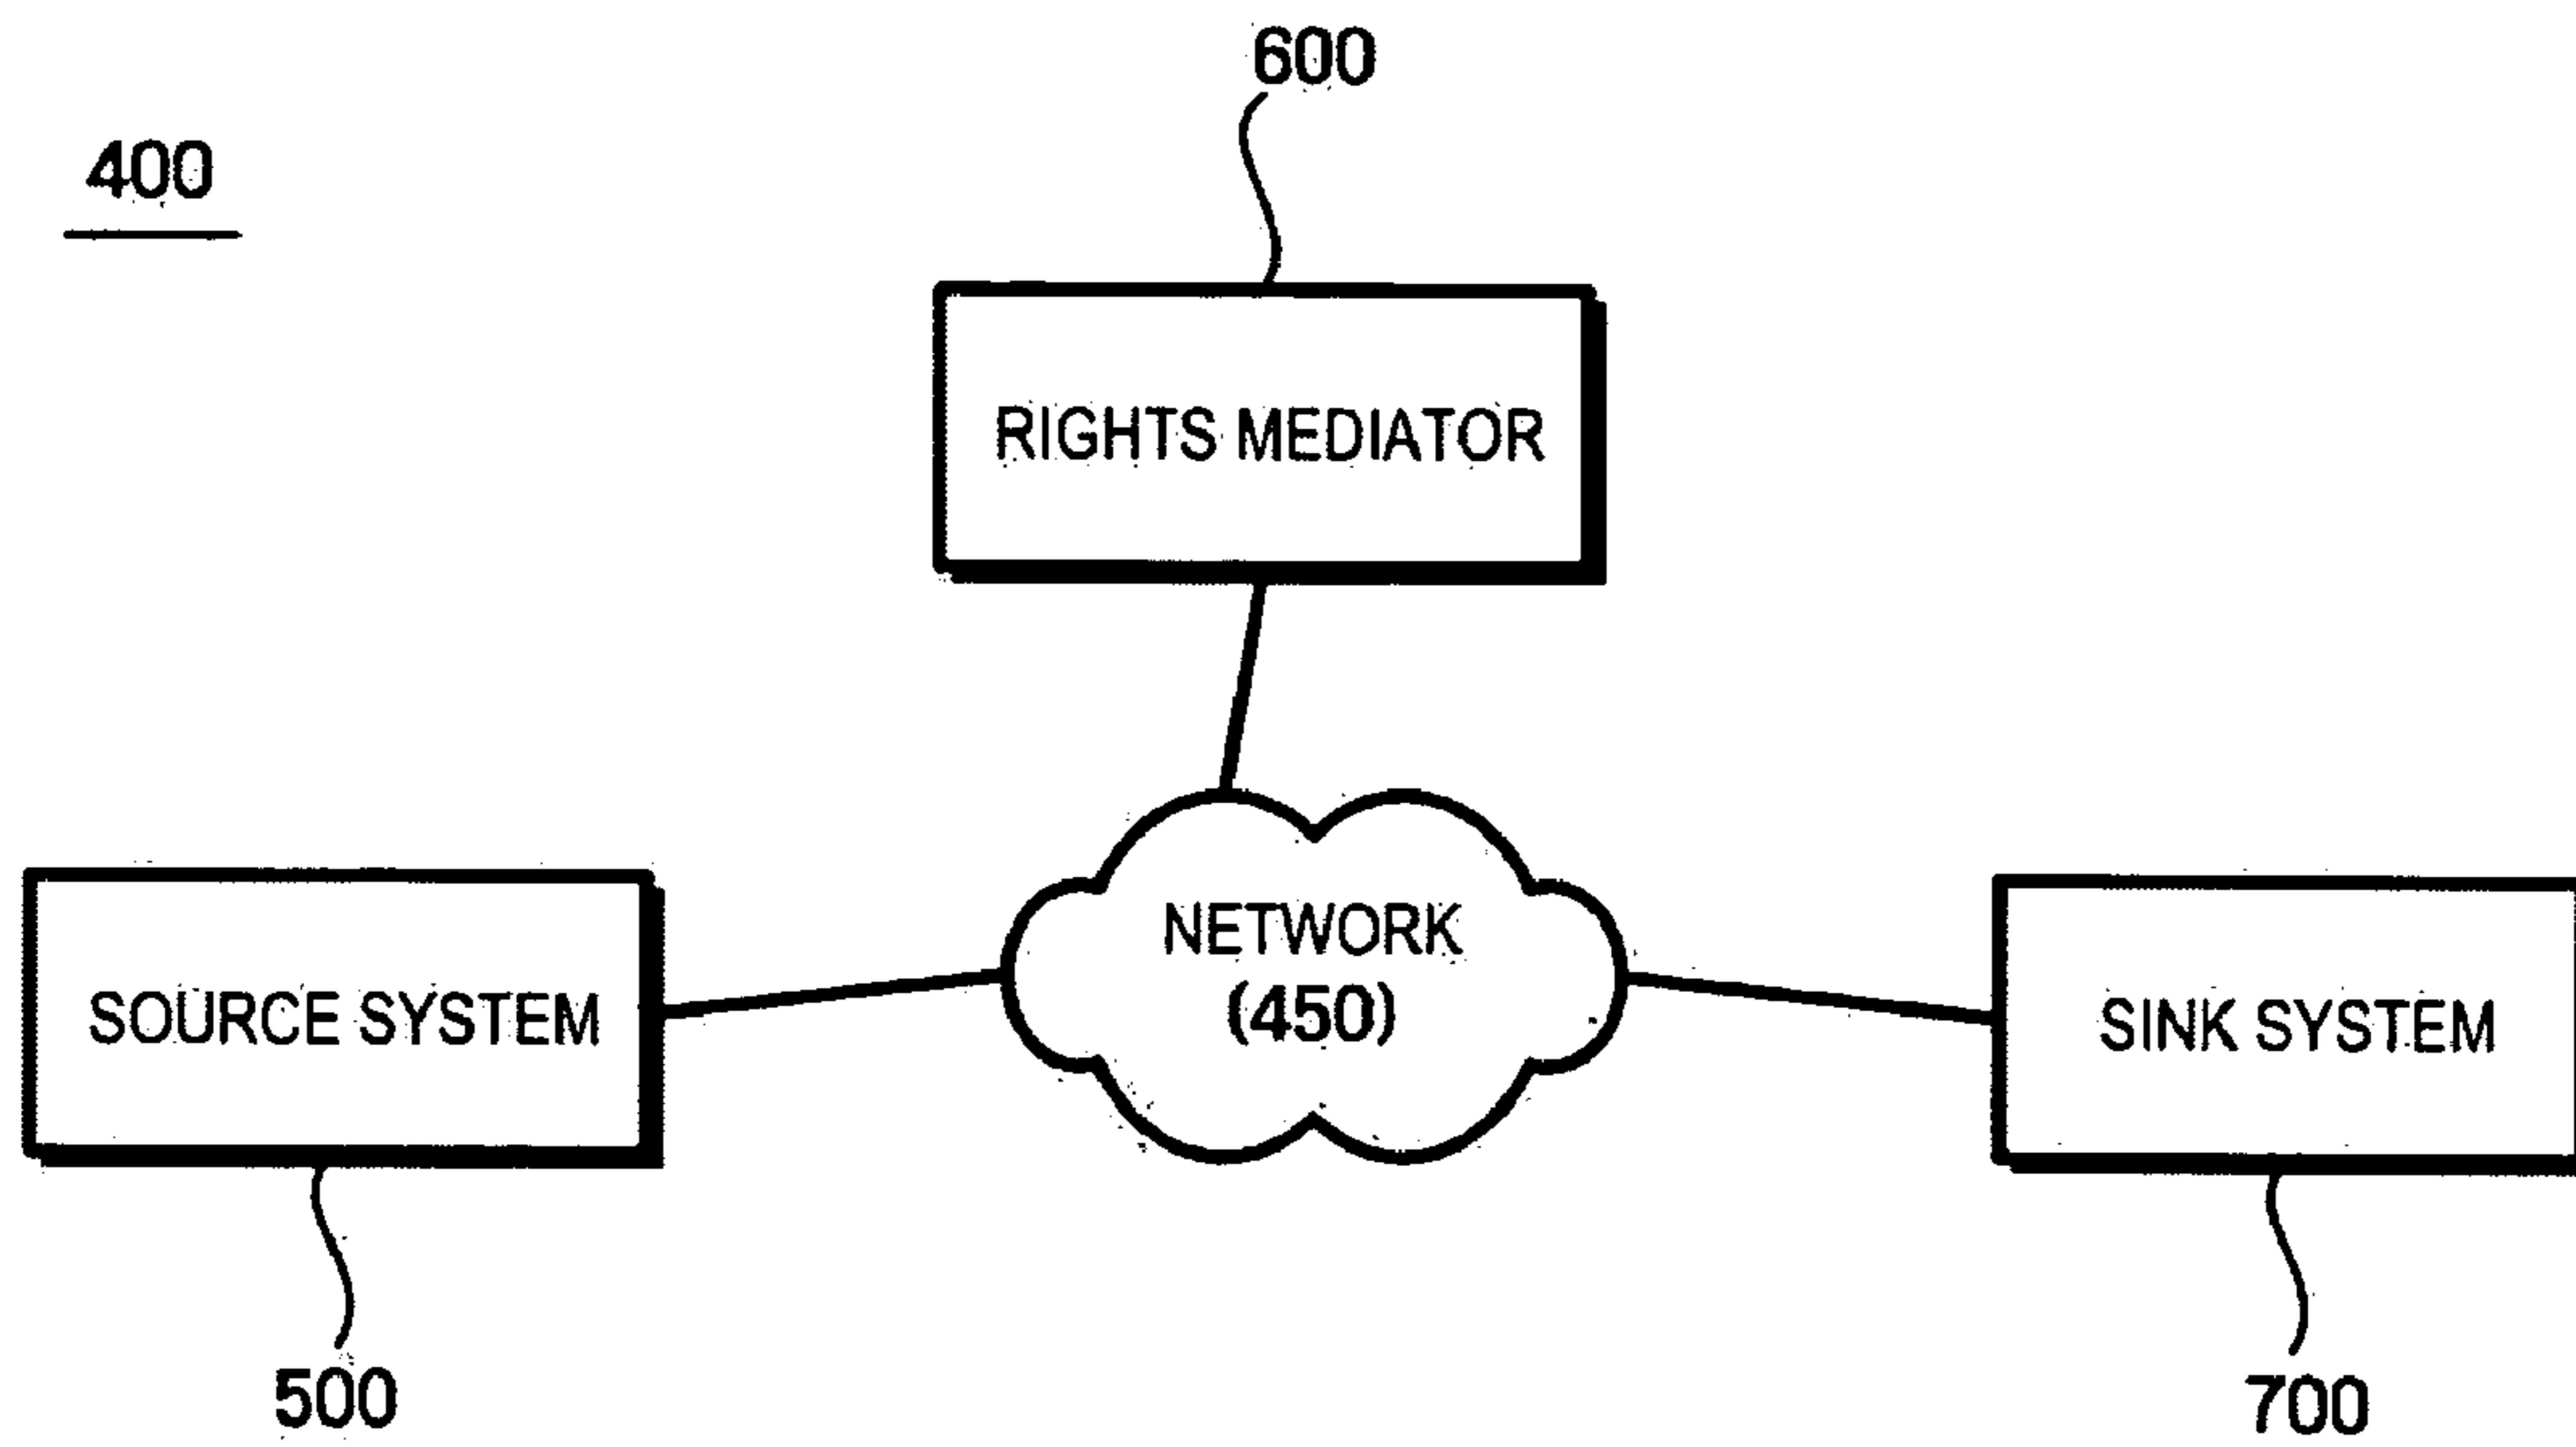 600
400
RIGHTS MEDIATOR
NETWORK
(450)
SOURCE SYSTEM
SINK SYSTEM
500
700